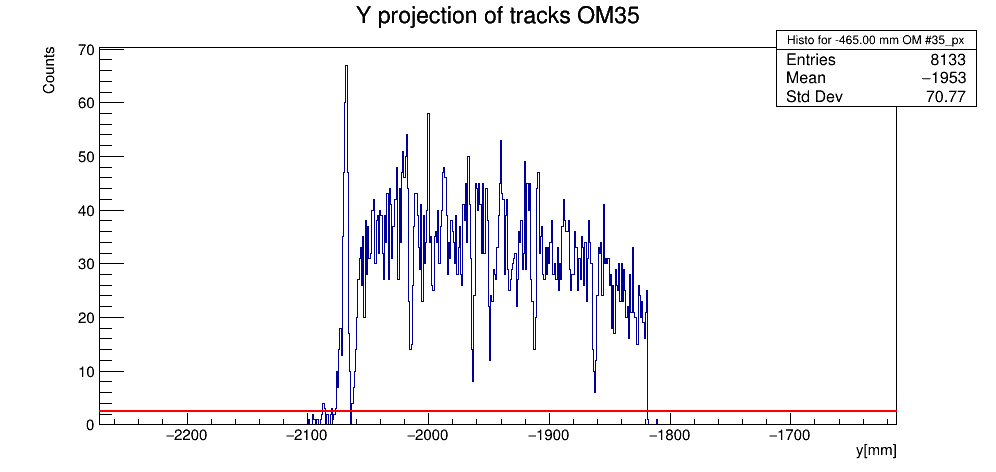 Y projection of tracks OM35
Histo for -465.00 mm OM #35_px
Entries 8133
Mean −1953
Std Dev 70.77
Counts
70
60
50
40
30
20
10
0
−2200 −2100 −2000 −1900 −1800 −1700
y[mm]